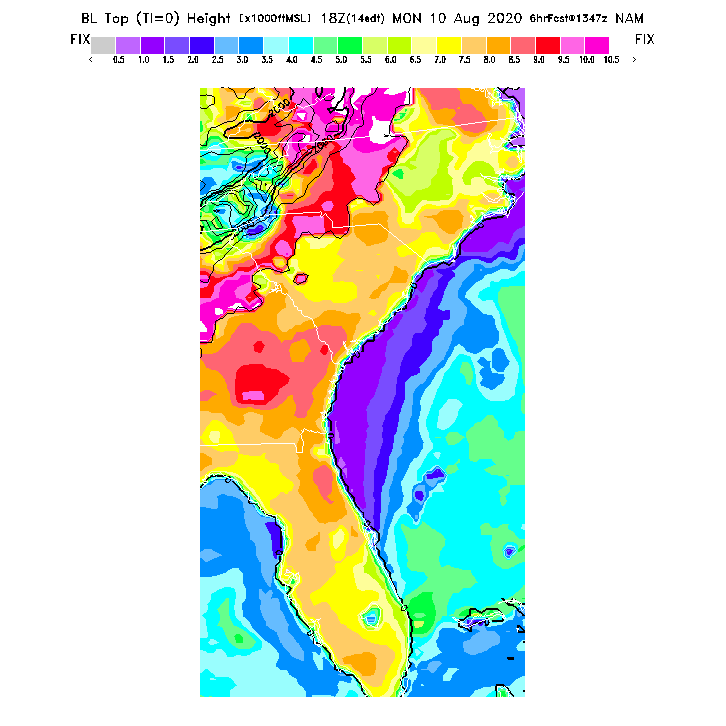 BL Top (TI=0) Height [x1000ftMSL] 18Z(14edt) MON 10 Aug 2020 6hrFcst@1347z NAM
FIX FIX
< 0.5 1.0 1.5 2.0 2.5 3.0 3.5 4.0 4.5 5.0 5.5 6.0 6.5 7.0 7.5 8.0 8.5 9.0 9.5 10.0 10.5 >
2000
2000